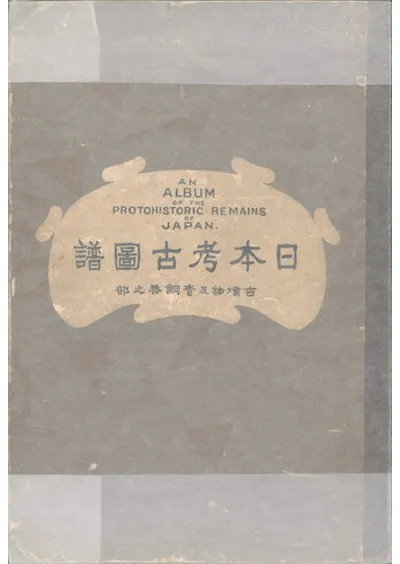 AN
ALBUM
OF THE
PROTOHISTORIC REMAINS
OF
JAPAN.
日本考古圖譜
古墳物及靑銅器之部